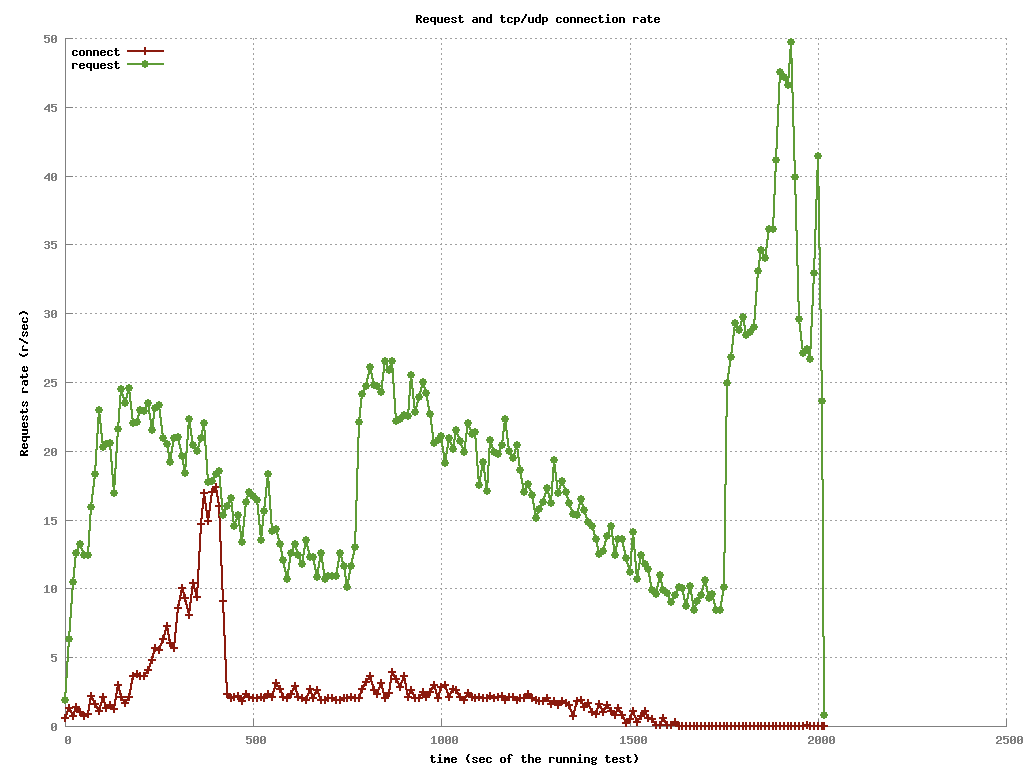 Request and tcp/udp connection rate
connect
request
50
45
40
35
30
25
20
15
10
5
0
Requests rate (r/sec)
0 500 1000 1500 2000 2500
time (sec of the running test)